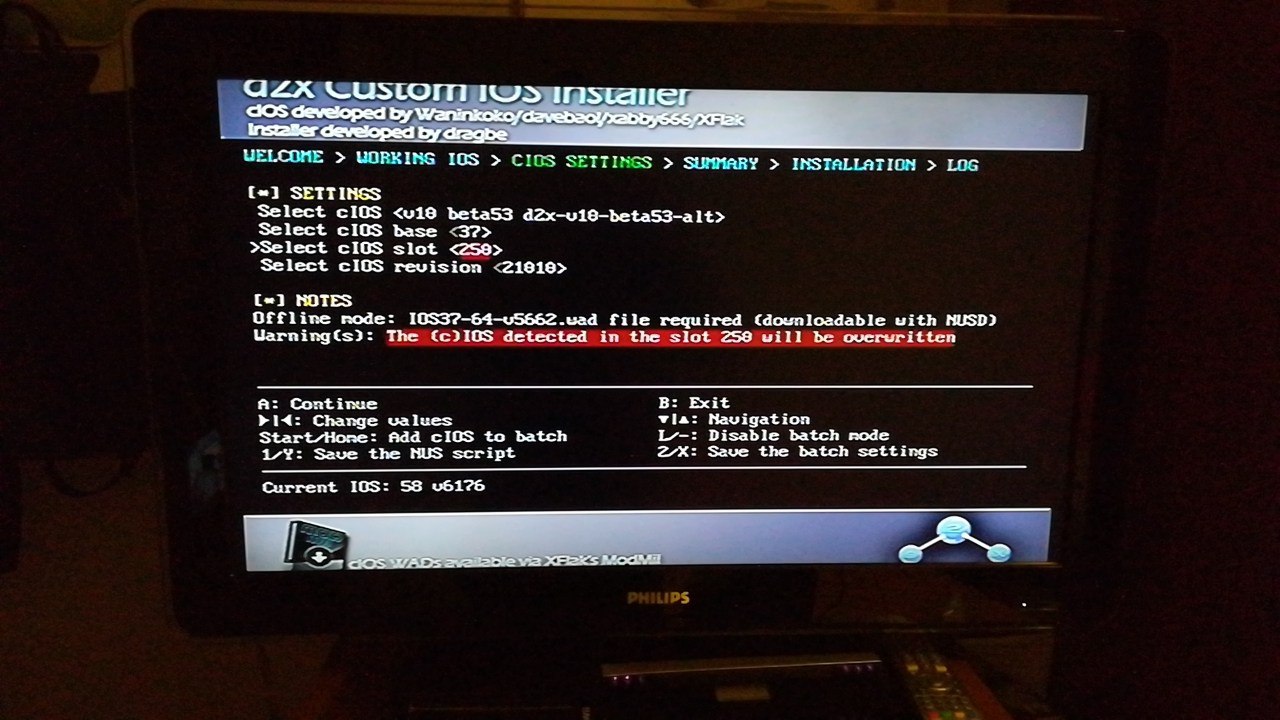 d2x Custom IOS Installer
cIOS developed by Waninkoko/davebaol/xabby666/XFlak
Installer developed by dragbe
WELCOME > WORKING IOS > CIOS SETTINGS > SUMMARY > INSTALLATION > LOG
[*] SETTINGS
Select cIOS <v10 beta53 d2x-v10-beta53-alt>
Select cIOS base <37>
>Select cIOS slot <250>
Select cIOS revision <21010>
[*] NOTES
Offline mode: IOS37-64-v5662.wad file required (downloadable with NUSD)
Warning(s): The (c)IOS detected in the slot 250 will be overwritten
A: Continue B: Exit
►|◄: Change values ▼|▲: Navigation
Start/Home: Add cIOS to batch L/-: Disable batch mode
1/Y: Save the NUS script 2/X: Save the batch settings
Current IOS: 58 v6176
cIOS WADs available via XFlak's ModMii
PHILIPS